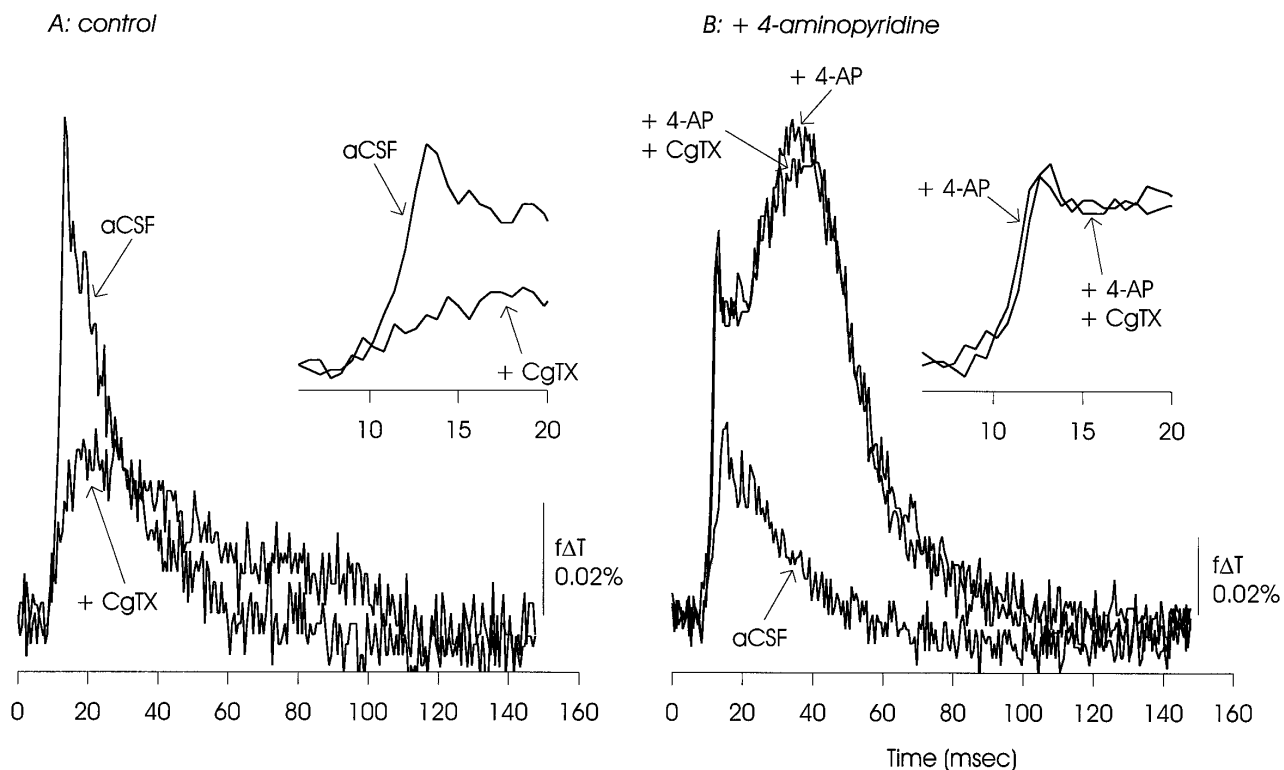 A: control
aCSF
+ CgTX
aCSF
+ CgTX
10 15 20
fΔT
0.02%
0 20 40 60 80 100 120 140 160
B: + 4-aminopyridine
+ 4-AP
+ 4-AP
+ CgTX
aCSF
+ 4-AP
+ 4-AP
+ CgTX
10 15 20
fΔT
0.02%
0 20 40 60 80 100 120 140 160
Time (msec)